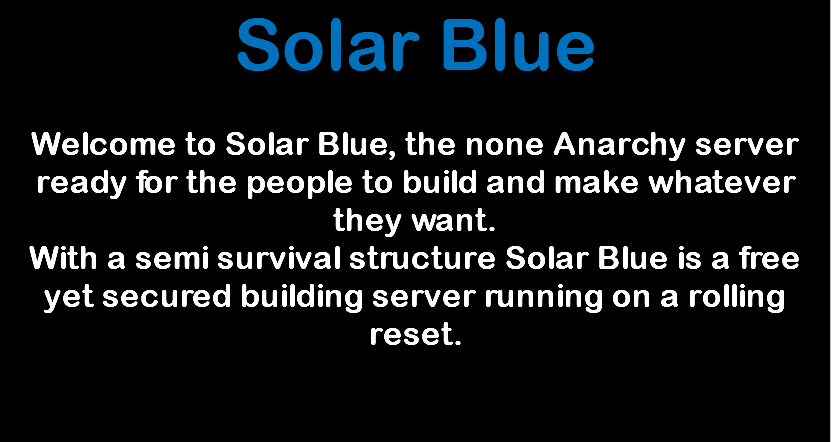 Solar Blue
Welcome to Solar Blue, the none Anarchy server
ready for the people to build and make whatever
they want.
With a semi survival structure Solar Blue is a free
yet secured building server running on a rolling
reset.